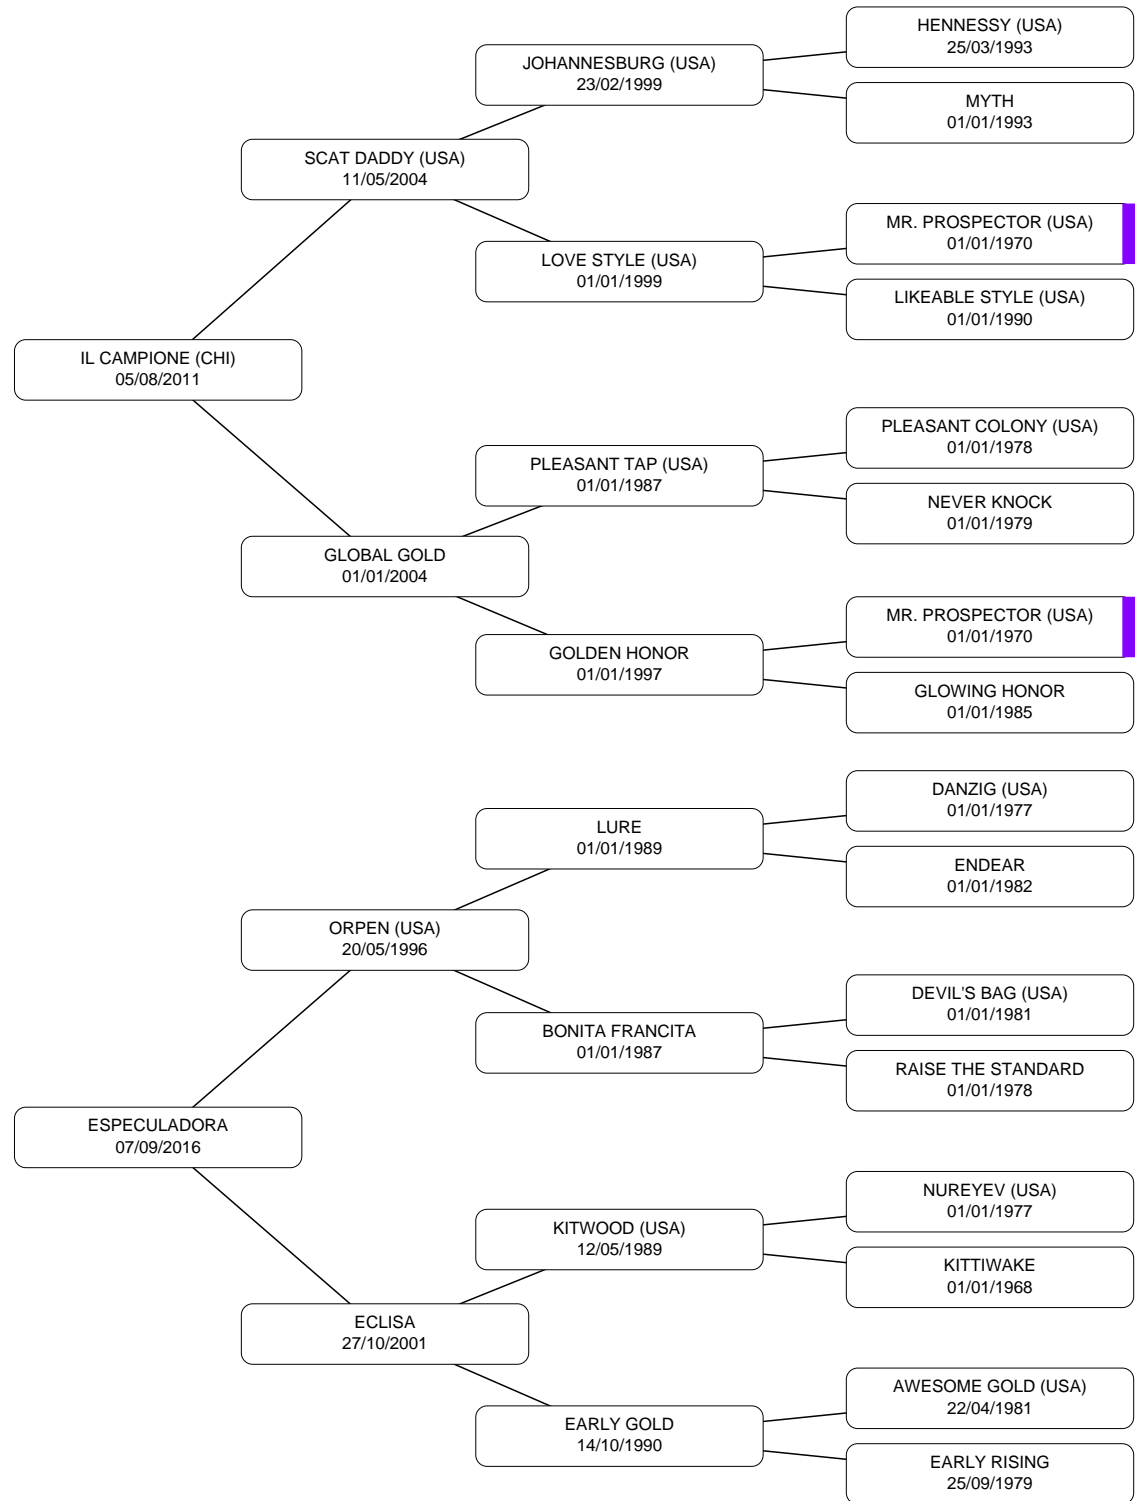 HENNESSY (USA)
25/03/1993
JOHANNESBURG (USA)
23/02/1999
MYTH
01/01/1993
SCAT DADDY (USA)
11/05/2004
MR. PROSPECTOR (USA)
01/01/1970
LOVE STYLE (USA)
01/01/1999
LIKEABLE STYLE (USA)
01/01/1990
IL CAMPIONE (CHI)
05/08/2011
PLEASANT COLONY (USA)
01/01/1978
PLEASANT TAP (USA)
01/01/1987
NEVER KNOCK
01/01/1979
GLOBAL GOLD
01/01/2004
MR. PROSPECTOR (USA)
01/01/1970
GOLDEN HONOR
01/01/1997
GLOWING HONOR
01/01/1985
DANZIG (USA)
01/01/1977
LURE
01/01/1989
ENDEAR
01/01/1982
ORPEN (USA)
20/05/1996
DEVIL'S BAG (USA)
01/01/1981
BONITA FRANCITA
01/01/1987
RAISE THE STANDARD
01/01/1978
ESPECULADORA
07/09/2016
NUREYEV (USA)
01/01/1977
KITWOOD (USA)
12/05/1989
KITTIWAKE
01/01/1968
ECLISA
27/10/2001
AWESOME GOLD (USA)
22/04/1981
EARLY GOLD
14/10/1990
EARLY RISING
25/09/1979